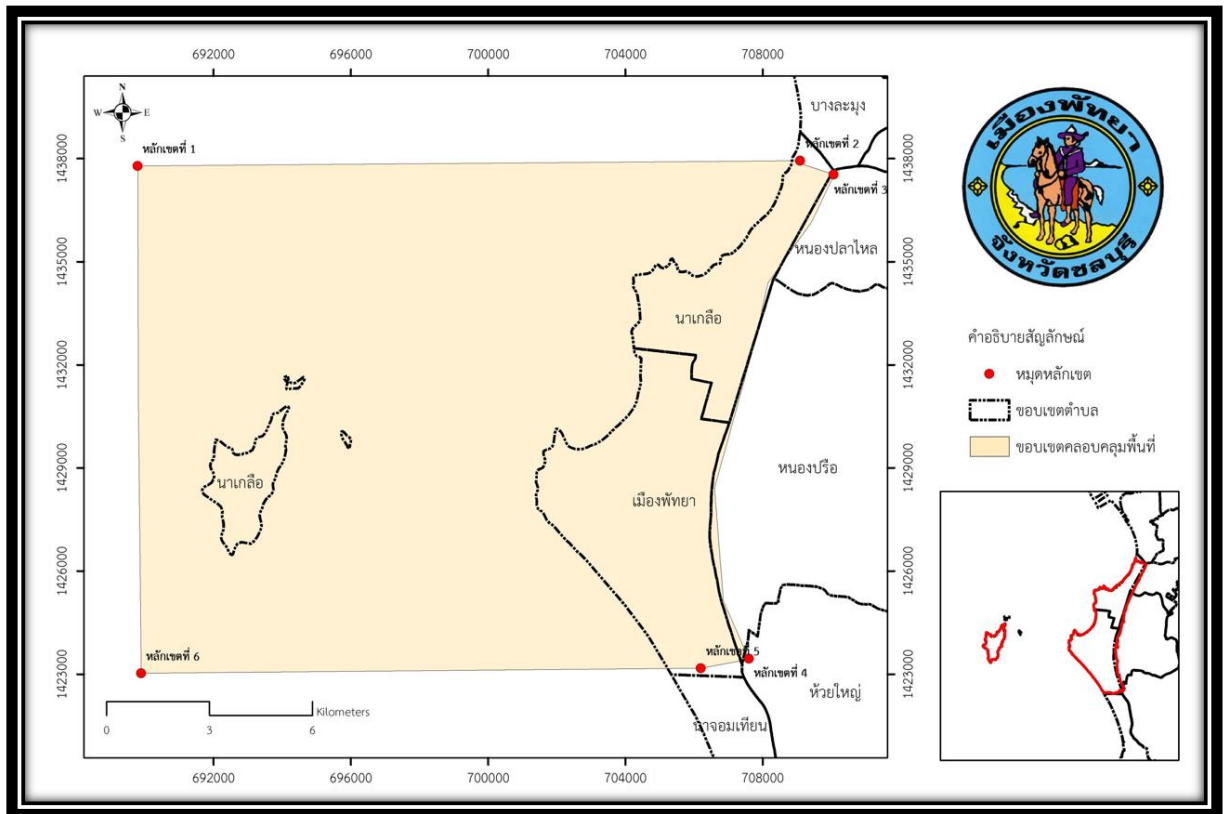 692000 696000 700000 704000 708000
N
W E
S
บางละมุง
หลักเขตที่ 1
หลักเขตที่ 2
1438000
1438000
หลักเขตที่ 3
เมืองพัทยา
จังหวัดชลบุรี
หนองปลาไหล
1435000
1435000
นาเกลือ
1432000
1432000
คำอธิบายสัญลักษณ์
หมุดหลักเขต
ขอบเขตตำบล
ขอบเขตคลอบคลุมพื้นที่
1429000
1429000
นาเกลือ
เมืองพัทยา
หนองปรือ
1426000
1426000
หลักเขตที่ 6
หลักเขตที่ 5
หลักเขตที่ 4
1423000
1423000
ห้วยใหญ่
นาจอมเทียน
Kilometers
0 3 6
692000 696000 700000 704000 708000